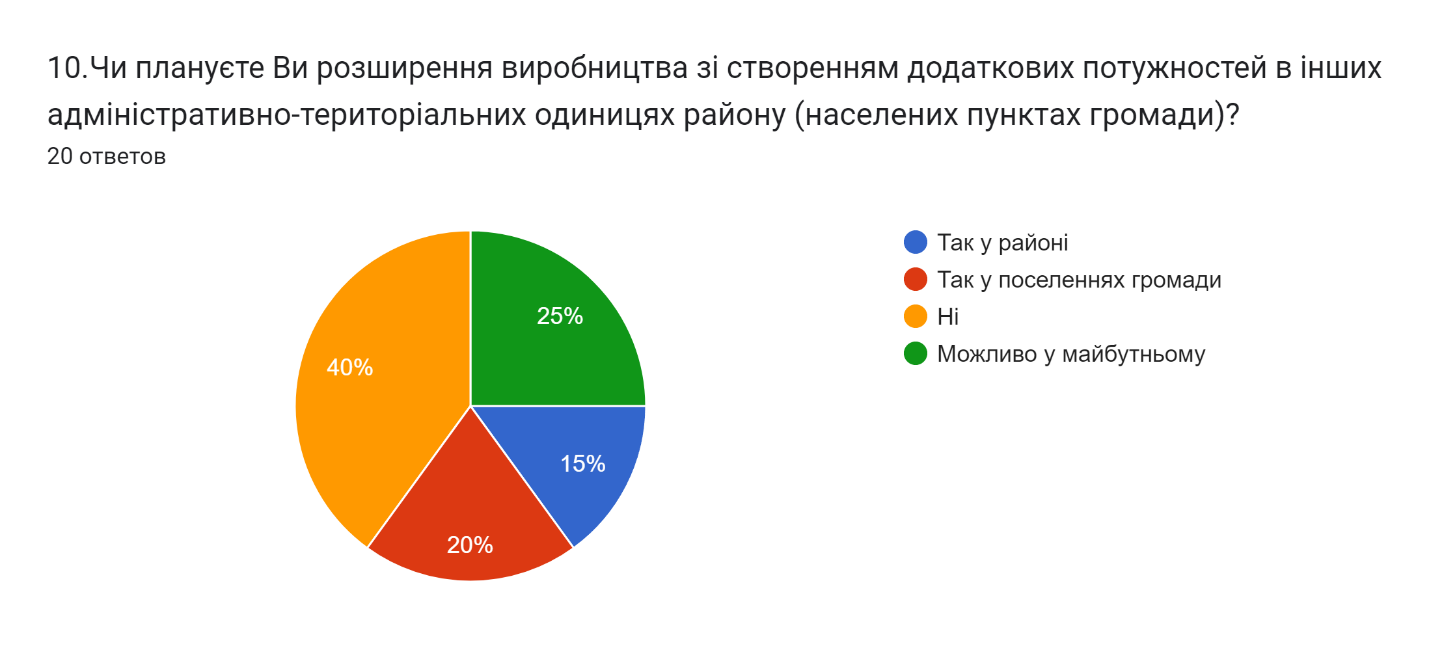 10.Чи плануєте Ви розширення виробництва зі створенням додаткових потужностей в інших
адміністративно-територіальних одиницях району (населених пунктах громади)?
20 ответов
25%
40%
15%
20%
Так у районі
Так у поселеннях громади
Ні
Можливо у майбутньому